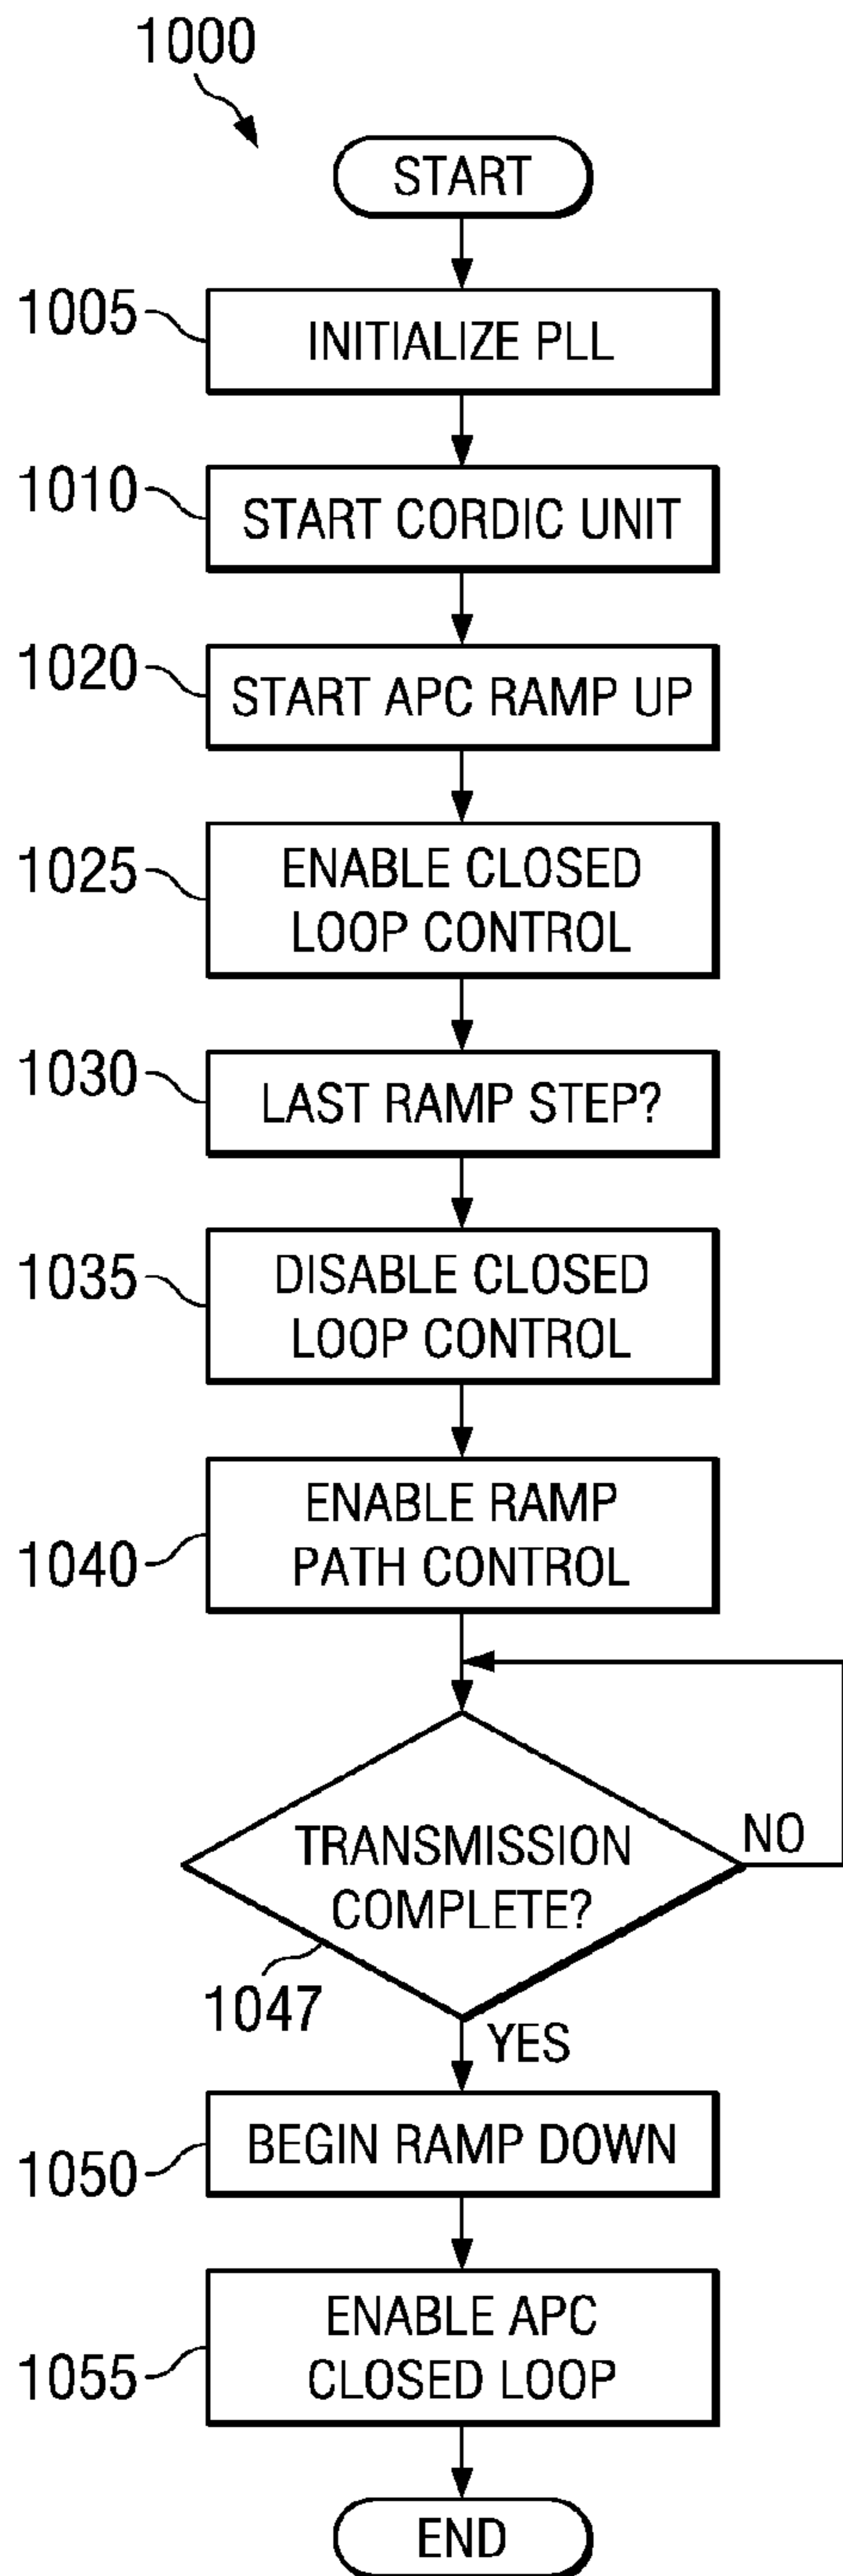 1000
START
1005
INITIALIZE PLL
1010
START CORDIC UNIT
1020
START APC RAMP UP
1025
ENABLE CLOSED
LOOP CONTROL
1030
LAST RAMP STEP?
1035
DISABLE CLOSED
LOOP CONTROL
1040
ENABLE RAMP
PATH CONTROL
TRANSMISSION
COMPLETE?
NO
1047
YES
1050
BEGIN RAMP DOWN
1055
ENABLE APC
CLOSED LOOP
END